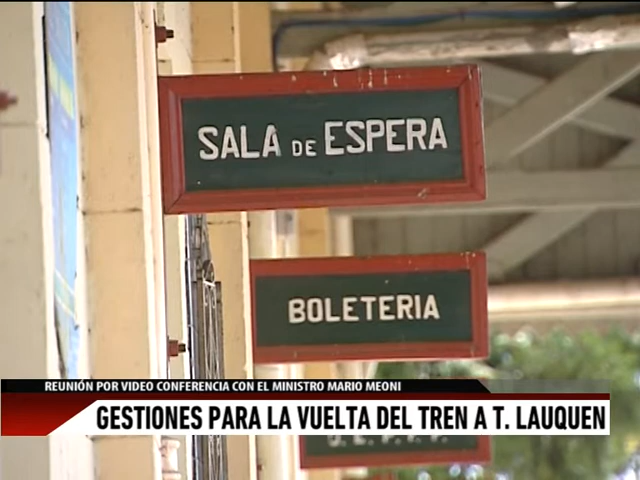 SALA DE ESPERA
BOLETERIA
REUNIÓN POR VIDEO CONFERENCIA CON EL MINISTRO MARIO MEONI
GESTIONES PARA LA VUELTA DEL TREN A T. LAUQUEN